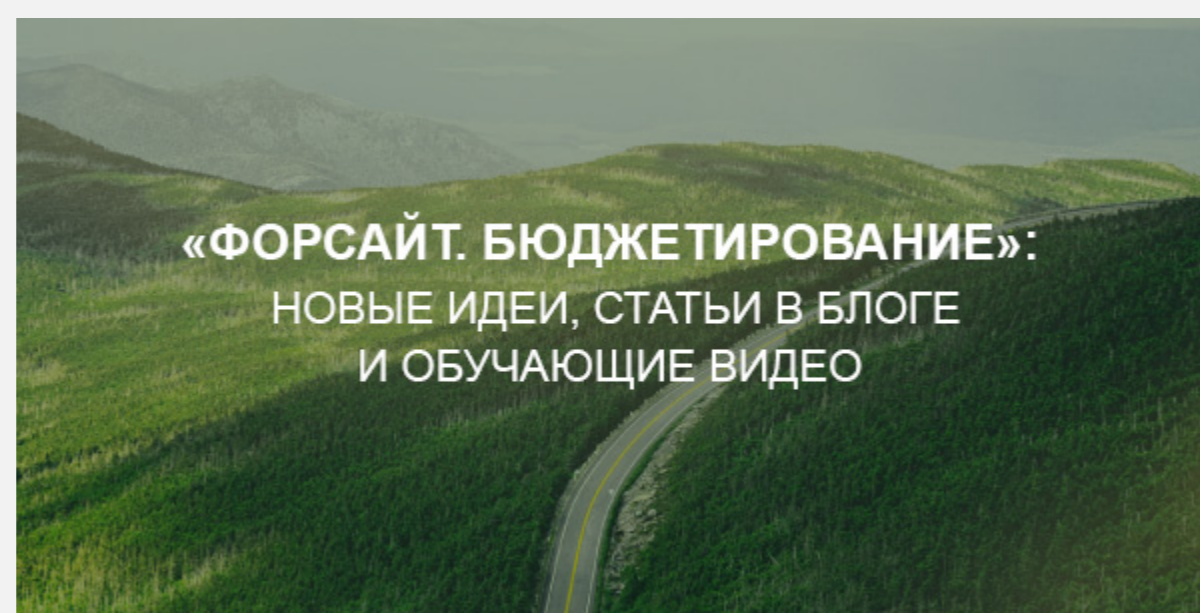 «ФОРСАЙТ. БЮДЖЕТИРОВАНИЕ»:
НОВЫЕ ИДЕИ, СТАТЬИ В БЛОГЕ
И ОБУЧАЮЩИЕ ВИДЕО